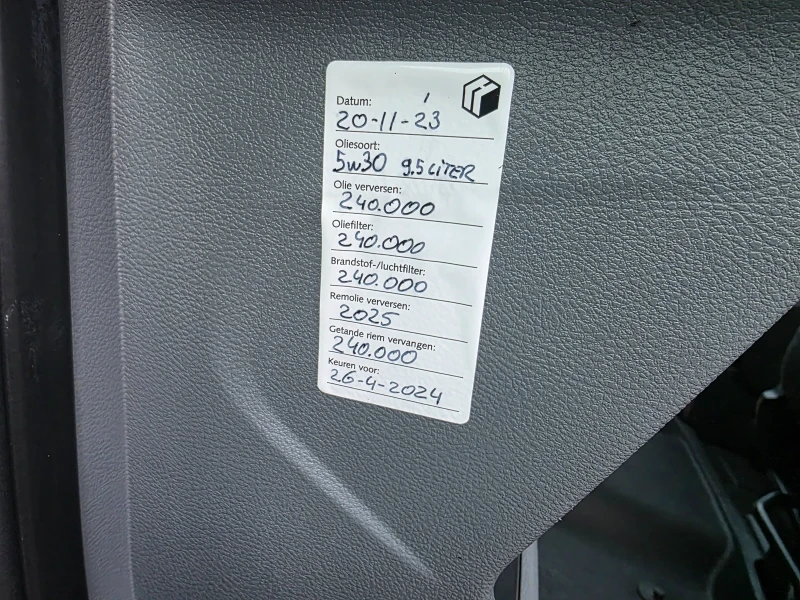 Datum:
20-11-23
Oliesoort:
5w30 9.5 LiTER
Olie verversen:
240.000
Oliefilter:
240.000
Brandstof-/luchtfilter:
240.000
Remolie verversen:
2025
Getande riem vervangen:
240.000
Keuren voor:
26-4-2024